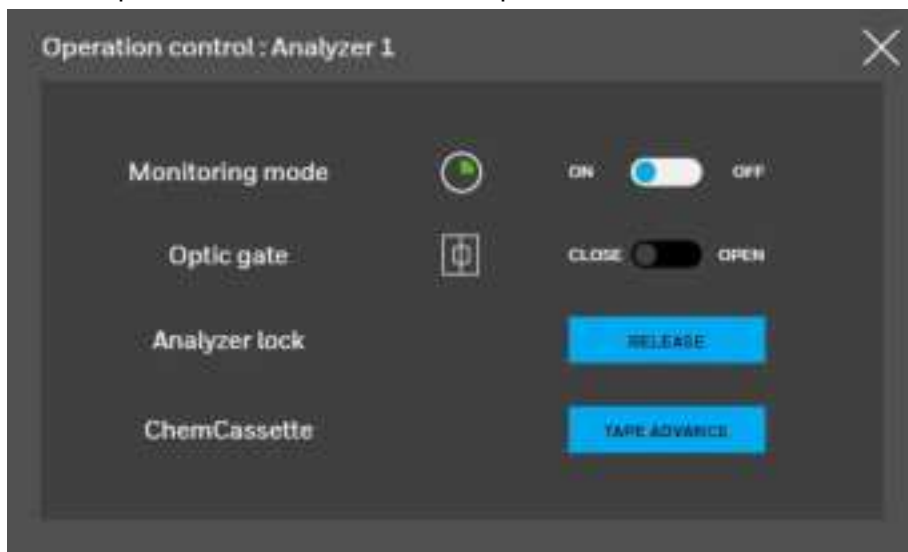 Operation control : Analyzer 1
Monitoring mode ON OFF
Optic gate CLOSE OPEN
Analyzer lock RELEASE
ChemCassette TAPE ADVANCE